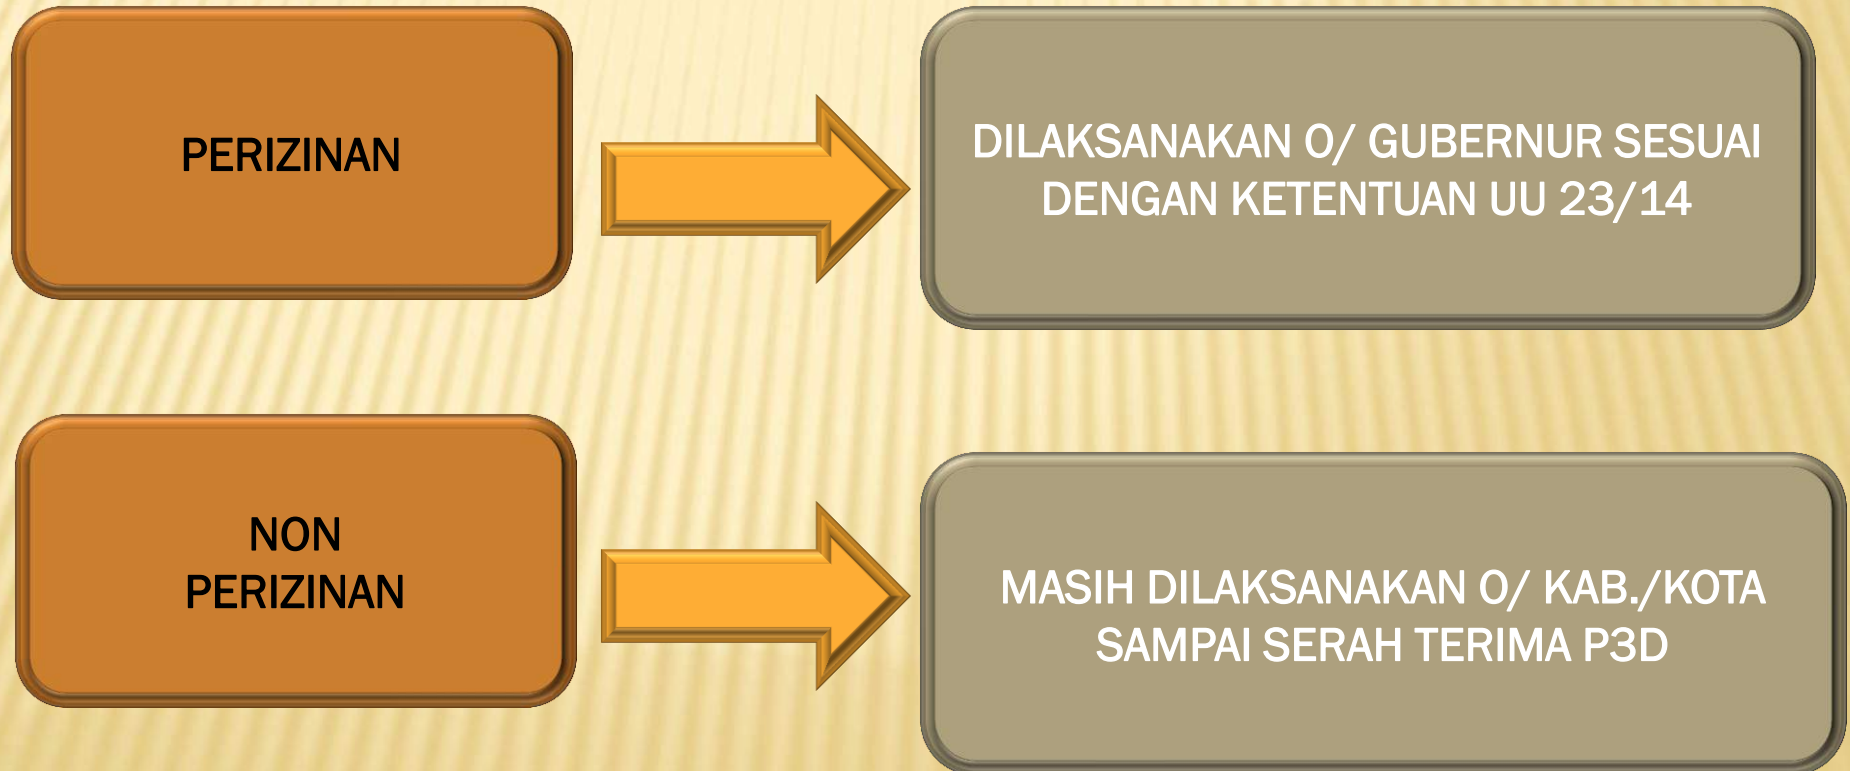 PERIZINAN
DILAKSANAKAN O/ GUBERNUR SESUAI
DENGAN KETENTUAN UU 23/14
NON
PERIZINAN
MASIH DILAKSANAKAN O/ KAB./KOTA
SAMPAI SERAH TERIMA P3D